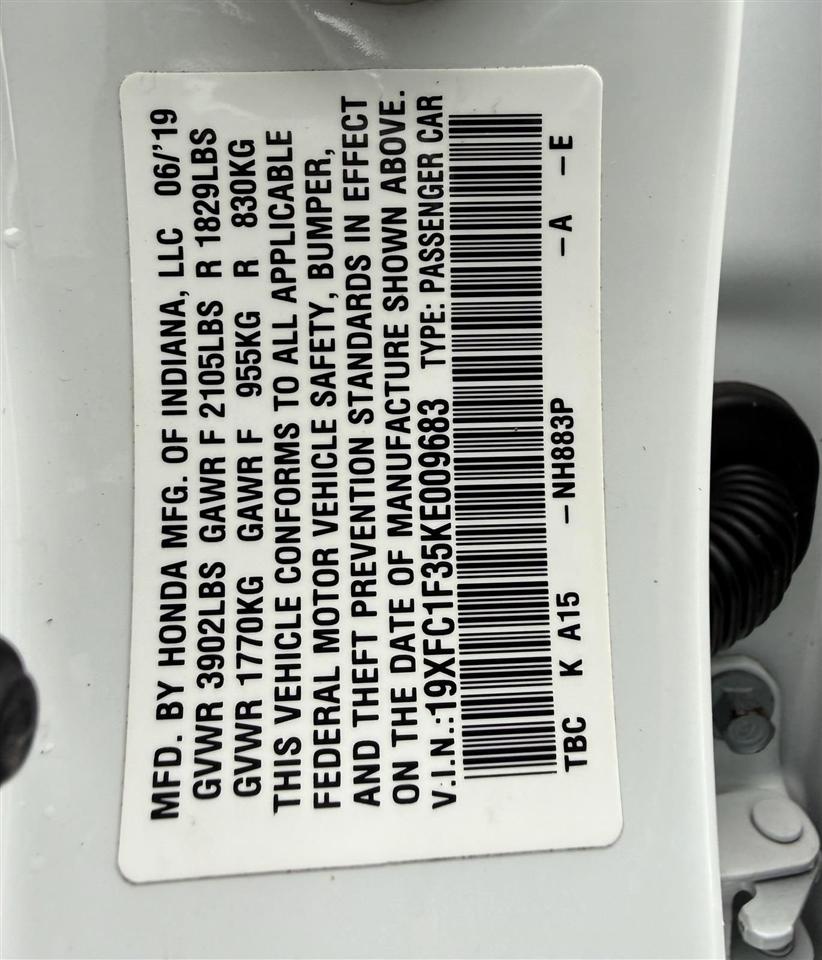 MFD. BY HONDA MFG. OF INDIANA, LLC 06/'19
GVWR 3902LBS GAWR F 2105LBS R 1829LBS
GVWR 1770KG GAWR F 955KG R 830KG
THIS VEHICLE CONFORMS TO ALL APPLICABLE
FEDERAL MOTOR VEHICLE SAFETY, BUMPER,
AND THEFT PREVENTION STANDARDS IN EFFECT
ON THE DATE OF MANUFACTURE SHOWN ABOVE.
V.I.N.:19XFC1F35KE009683 TYPE: PASSENGER CAR
TBC K A15 –NH883P –A –E